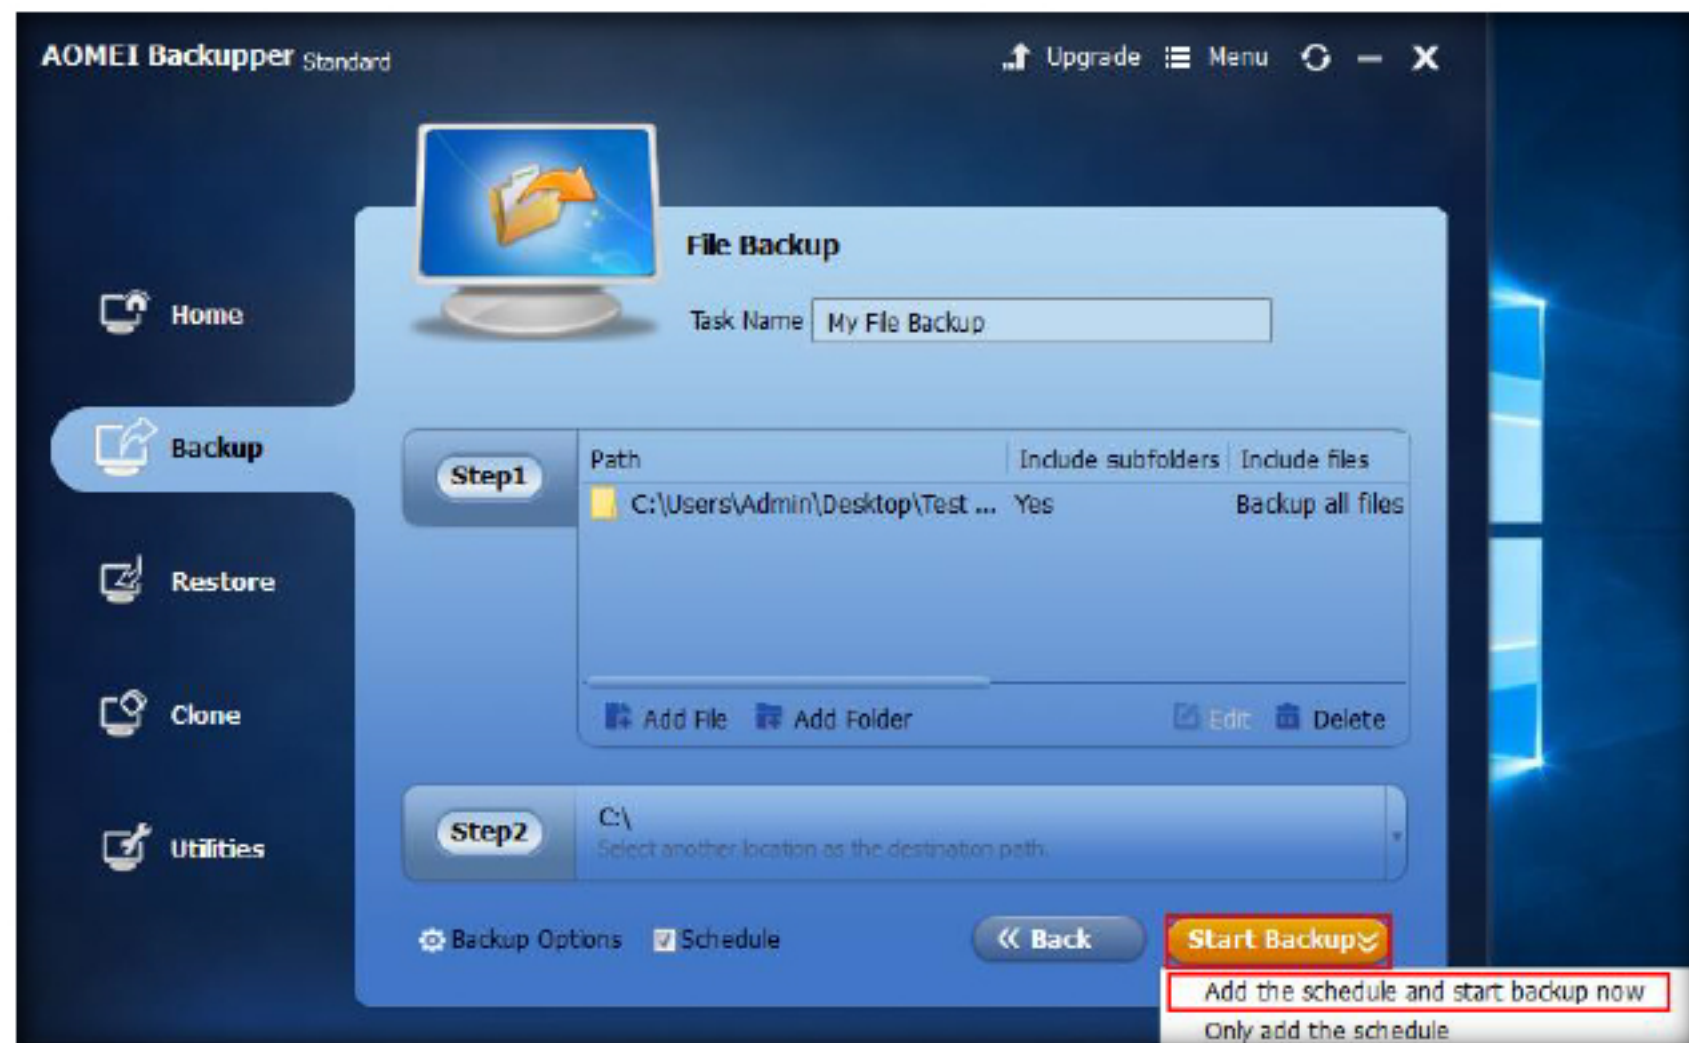 AOMEI Backupper Standard
Upgrade Menu
File Backup
Task Name My File Backup
Home
Backup
Restore
Clone
Utilities
Step1
Path Include subfolders Include files
C:\Users\Admin\Desktop\Test ... Yes Backup all files
Add File Add Folder Edit Delete
Step2
C:\
Select another location as the destination path.
Backup Options Schedule Back Start Backup
Add the schedule and start backup now
Only add the schedule